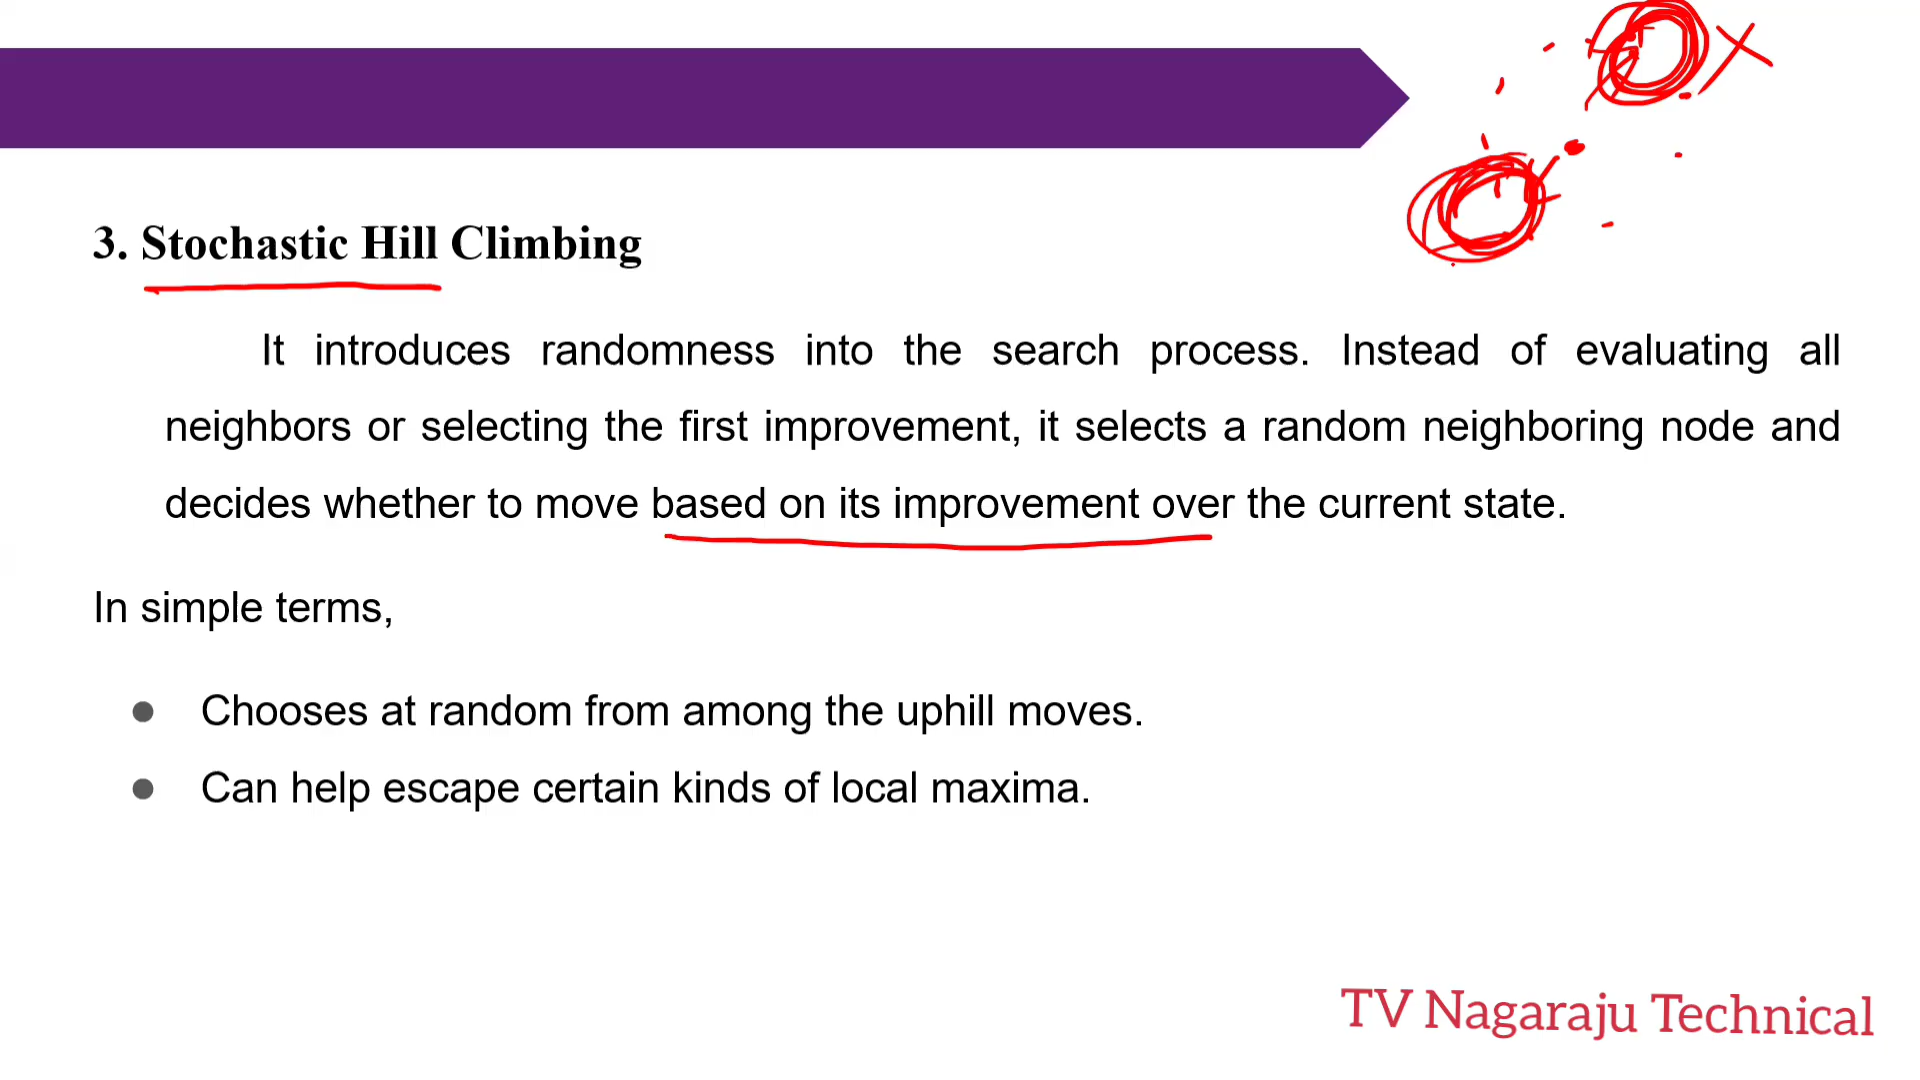 3. Stochastic Hill Climbing
It introduces randomness into the search process. Instead of evaluating all
neighbors or selecting the first improvement, it selects a random neighboring node and
decides whether to move based on its improvement over the current state.
In simple terms,
● Chooses at random from among the uphill moves.
● Can help escape certain kinds of local maxima.
TV Nagaraju Technical